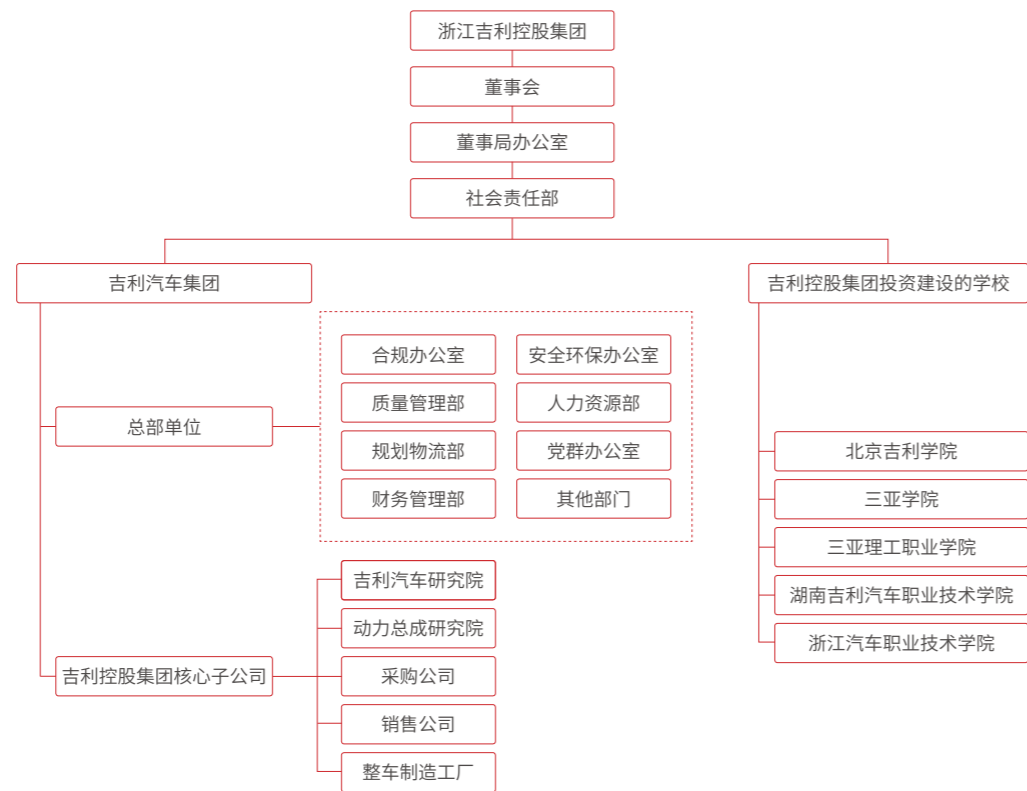 浙江吉利控股集团
董事会
董事局办公室
社会责任部
吉利汽车集团
吉利控股集团投资建设的学校
合规办公室
安全环保办公室
质量管理部
人力资源部
总部单位
规划物流部
党群办公室
财务管理部
其他部门
北京吉利学院
三亚学院
三亚理工职业学院
湖南吉利汽车职业技术学院
浙江汽车职业技术学院
吉利控股集团核心子公司
吉利汽车研究院
动力总成研究院
采购公司
销售公司
整车制造工厂